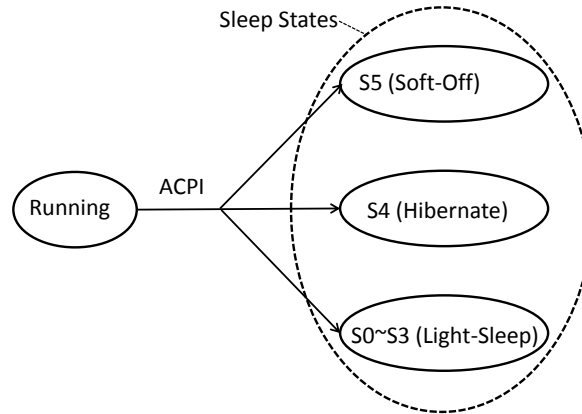 Sleep States
S5 (Soft-Off)
ACPI
Running
S4 (Hibernate)
S0~S3 (Light-Sleep)